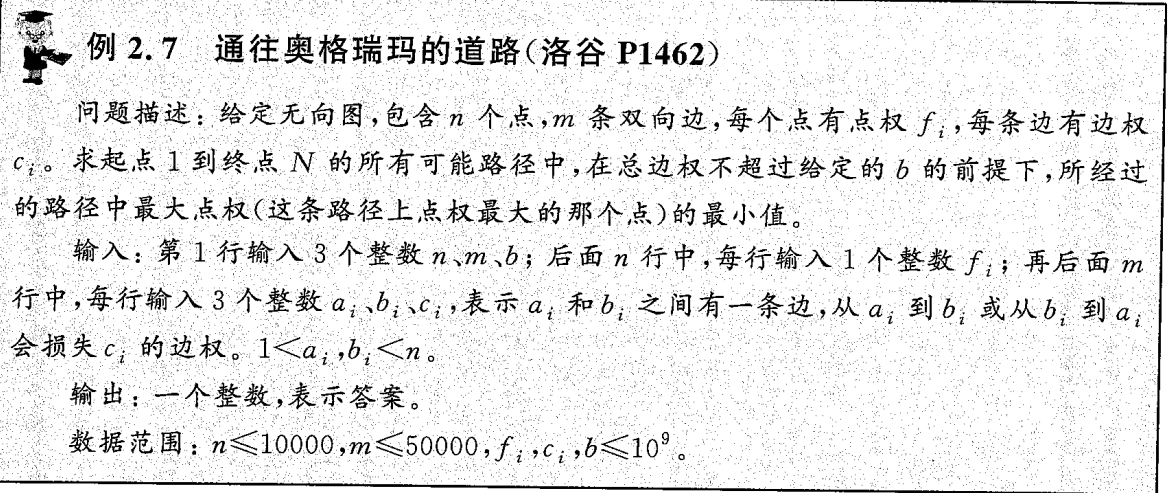 例 2.7 通往奥格瑞玛的道路(洛谷 P1462)
问题描述：给定无向图,包含 n 个点,m 条双向边,每个点有点权 f_i,每条边有边权
c_i。求起点 1 到终点 N 的所有可能路径中,在总边权不超过给定的 b 的前提下,所经过
的路径中最大点权(这条路径上点权最大的那个点)的最小值。
输入：第 1 行输入 3 个整数 n、m、b；后面 n 行中,每行输入 1 个整数 f_i；再后面 m
行中,每行输入 3 个整数 a_i、b_i、c_i,表示 a_i 和 b_i 之间有一条边,从 a_i 到 b_i 或从 b_i 到 a_i
会损失 c_i 的边权。1<a_i,b_i<n。
输出：一个整数,表示答案。
数据范围：n≤10000,m≤50000,f_i,c_i,b≤10⁹。